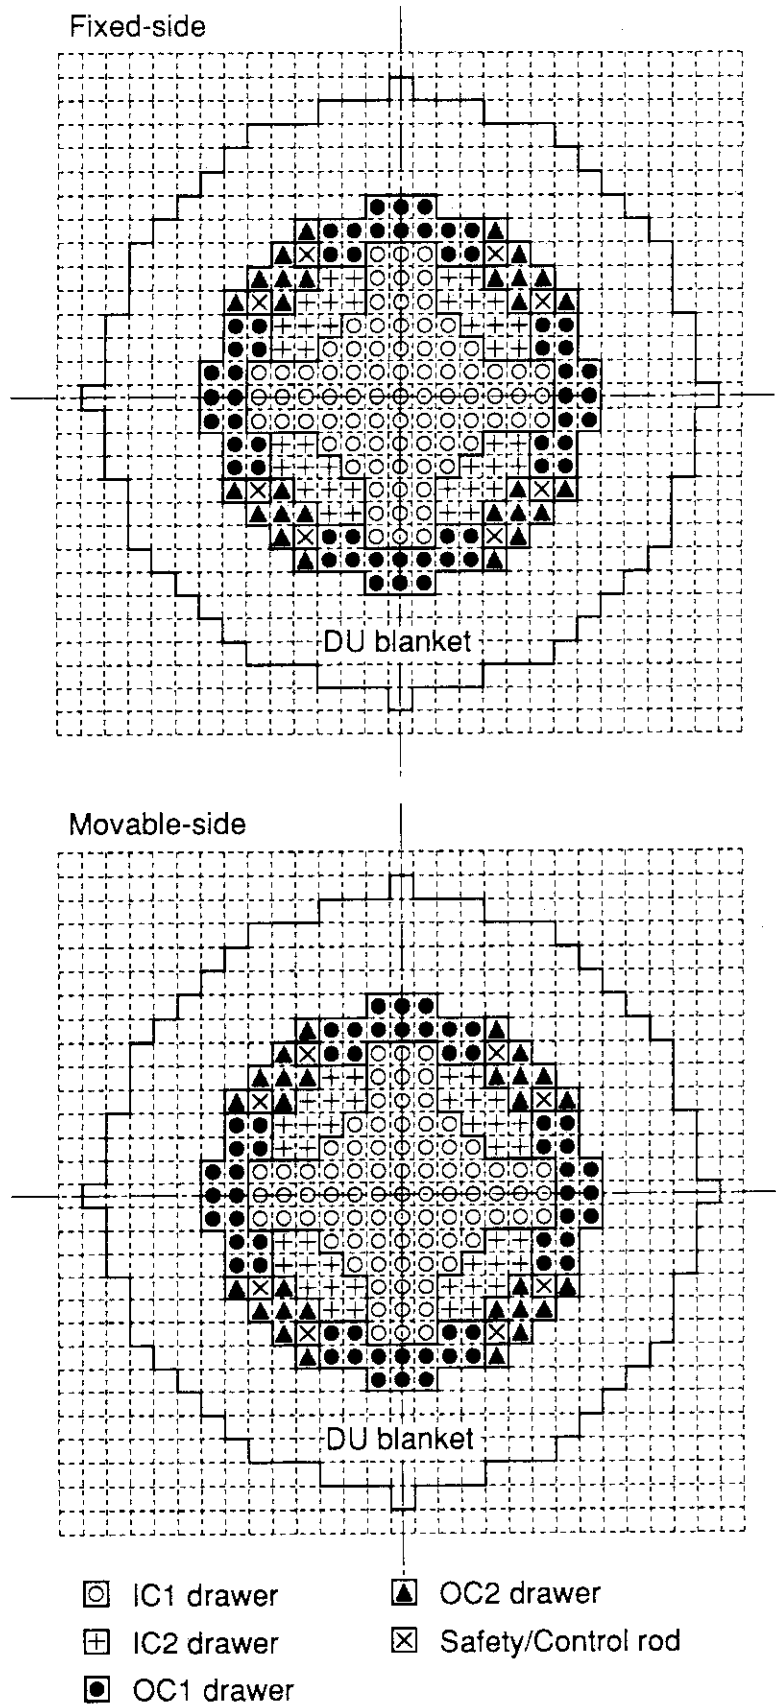 Fixed-side
DU blanket
Movable-side
DU blanket
IC1 drawer
IC2 drawer
OC1 drawer
OC2 drawer
Safety/Control rod